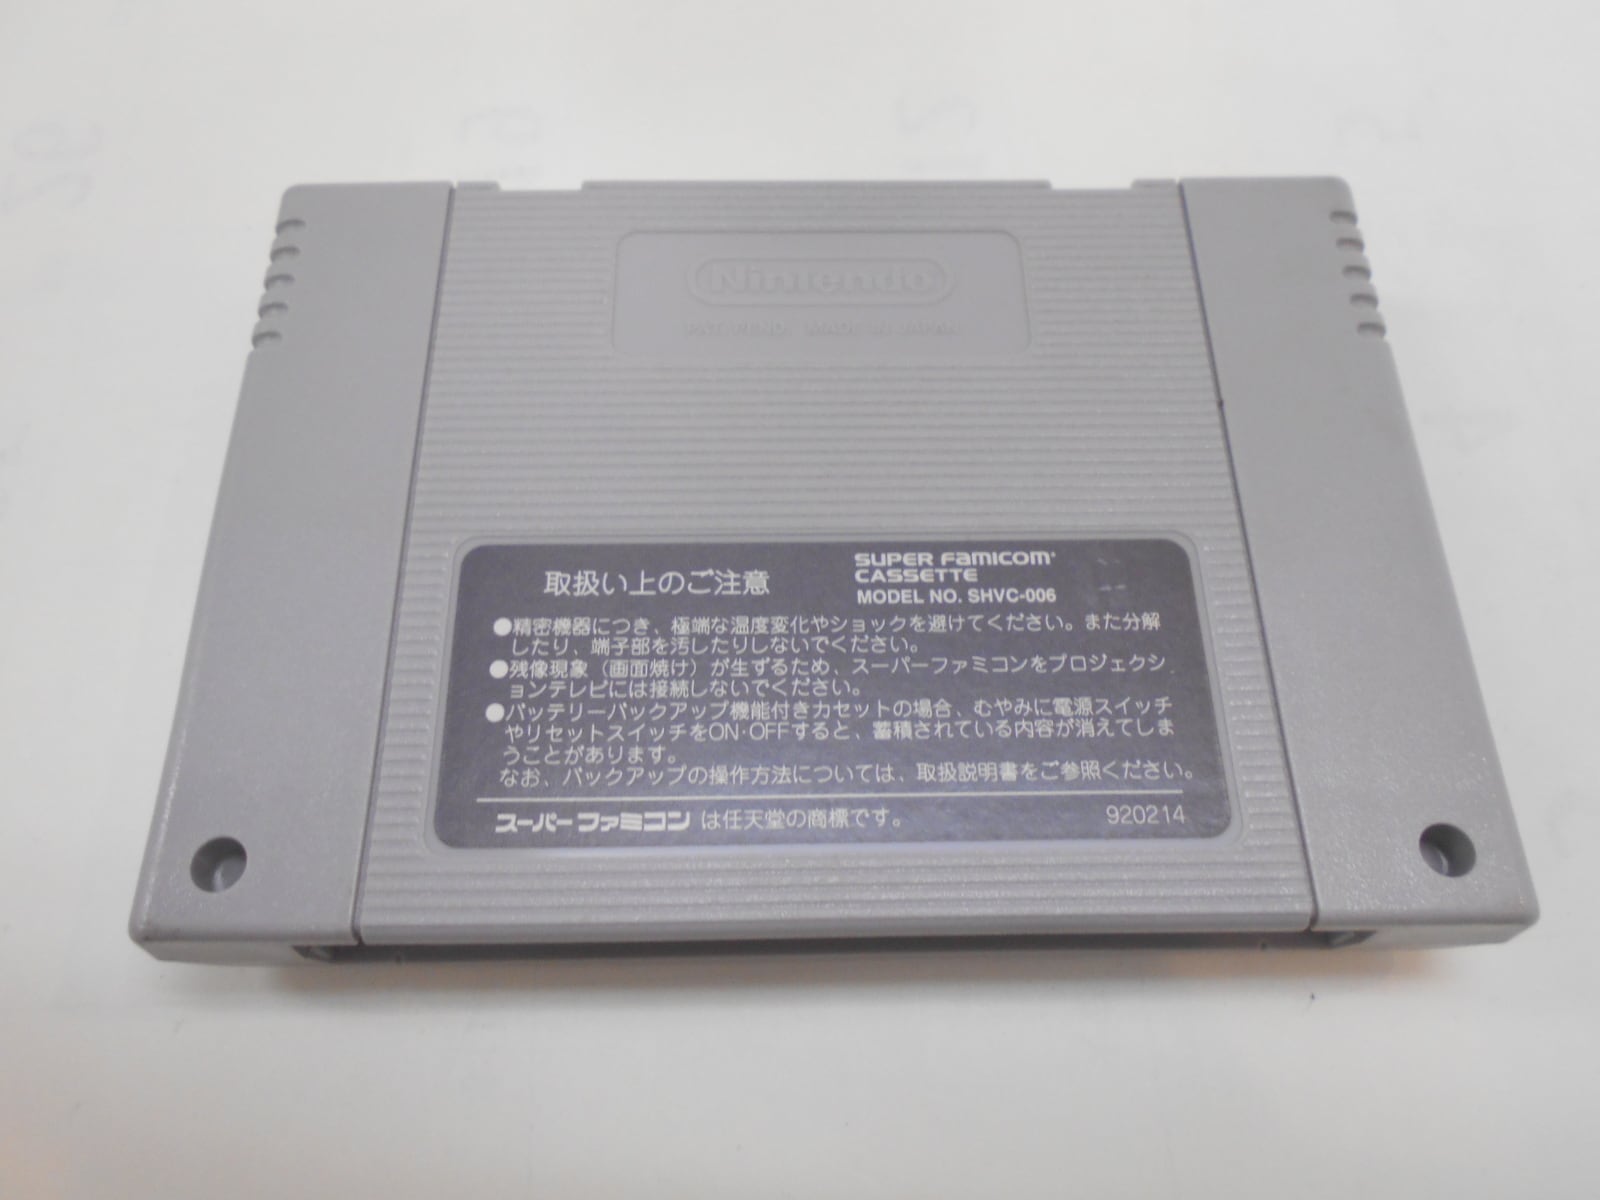 Nintendo
PAT. PEND. MADE IN JAPAN
取扱い上のご注意
SUPER FAMICOM
CASSETTE
MODEL NO. SHVC-006
●精密機器につき、極端な温度変化やショックを避けてください。また分解
したり、端子部を汚したりしないでください。
●残像現象（画面焼け）が生ずるため、スーパーファミコンをプロジェクシ
ョンテレビには接続しないでください。
●バッテリーバックアップ機能付きカセットの場合、むやみに電源スイッチ
やリセットスイッチをON・OFFすると、蓄積されている内容が消えてしま
うことがあります。
なお、バックアップの操作方法については、取扱説明書をご参照ください。
スーパーファミコンは任天堂の商標です。
920214